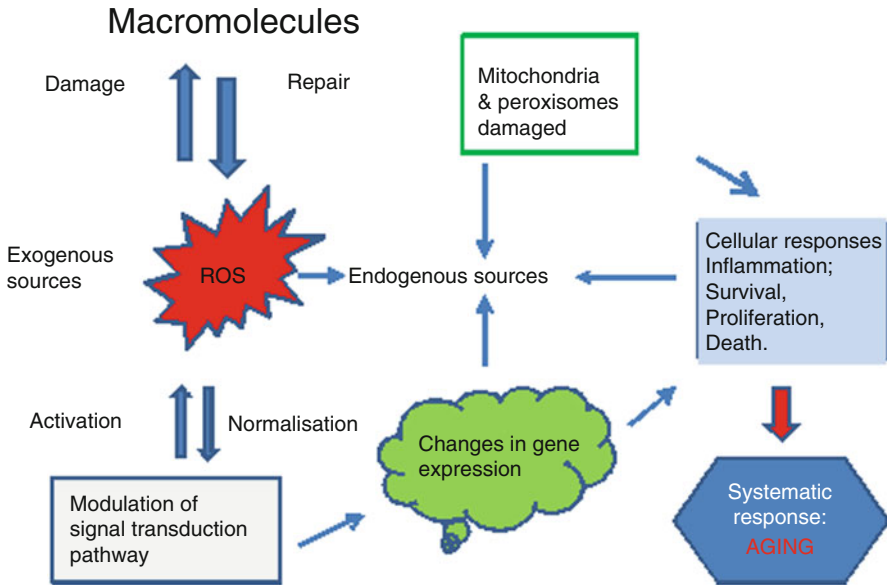 Macromolecules
Damage
Repair
Mitochondria
& peroxisomes
damaged
Exogenous
sources
ROS
Endogenous sources
Cellular responses
Inflammation;
Survival,
Proliferation,
Death.
Activation
Normalisation
Changes in gene
expression
Modulation of
signal transduction
pathway
Systematic
response:
AGING